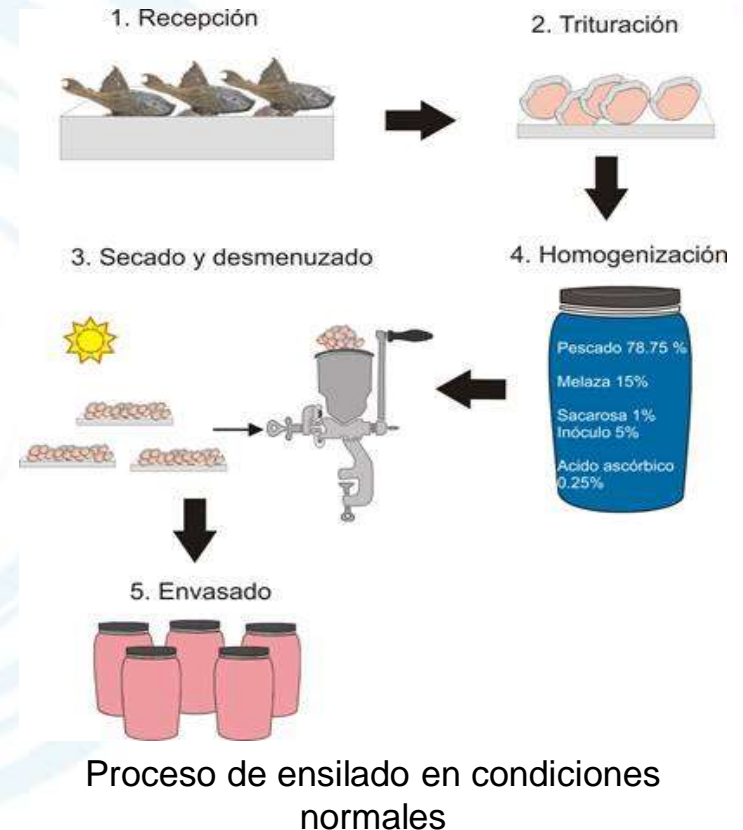 1. Recepción
2. Trituración
3. Secado y desmenuzado
4. Homogenización
Pescado 78.75 %
Melaza 15%
Sacarosa 1%
Inóculo 5%
Acido ascórbico
0.25%
5. Envasado
Proceso de ensilado en condiciones
normales